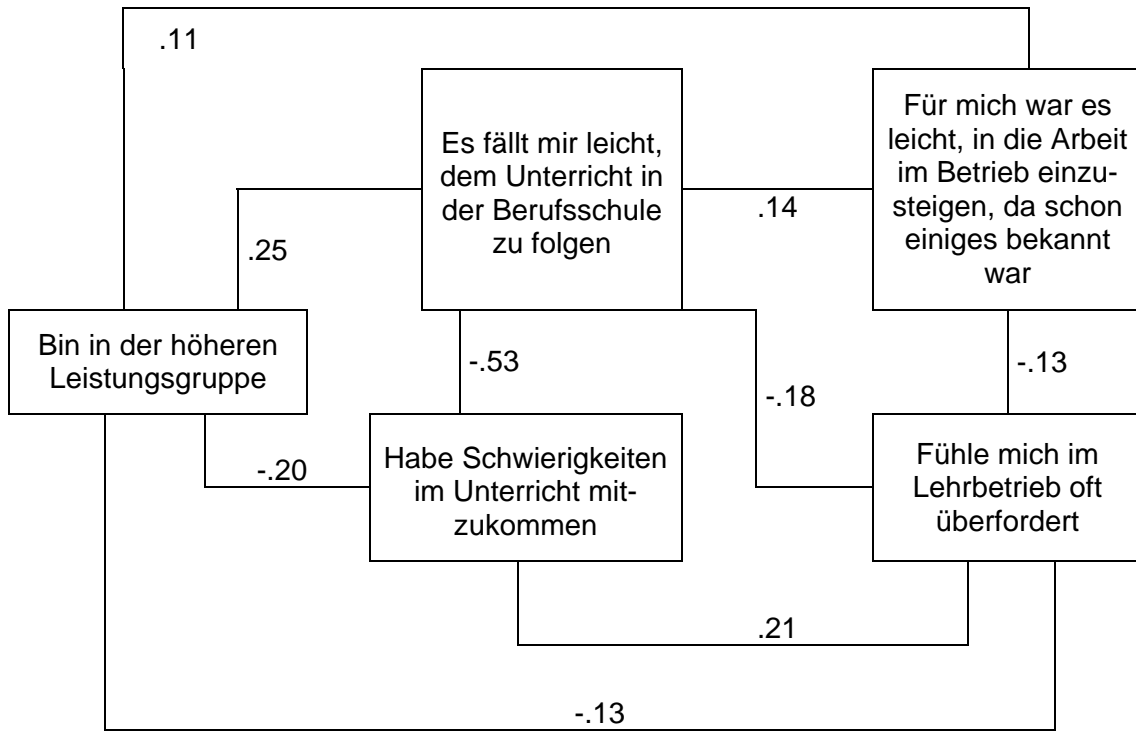 .11
Es fällt mir leicht,
dem Unterricht in
der Berufsschule
zu folgen
Für mich war es
leicht, in die Arbeit
im Betrieb einzu-
steigen, da schon
einiges bekannt
war
.14
.25
Bin in der höheren
Leistungsgruppe
-.53
-.18
-.13
-.20
Habe Schwierigkeiten
im Unterricht mit-
zukommen
Fühle mich im
Lehrbetrieb oft
überfordert
.21
-.13